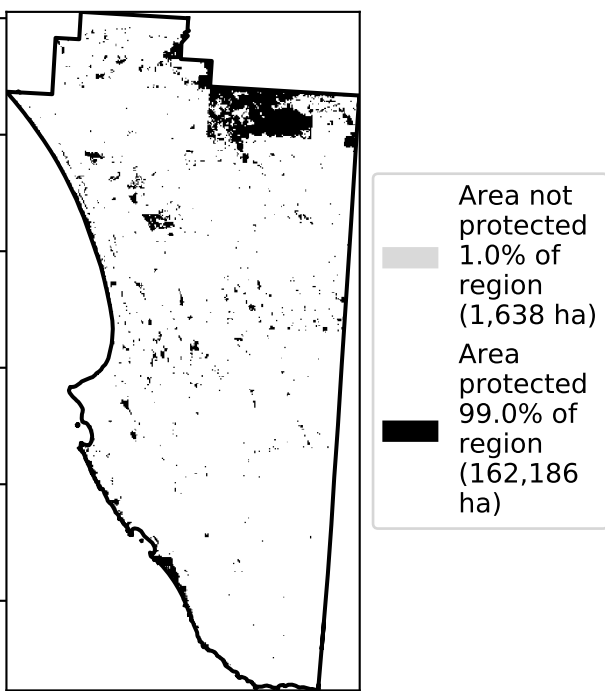 Area not
protected
1.0% of
region
(1,638 ha)
Area
protected
99.0% of
region
(162,186
ha)